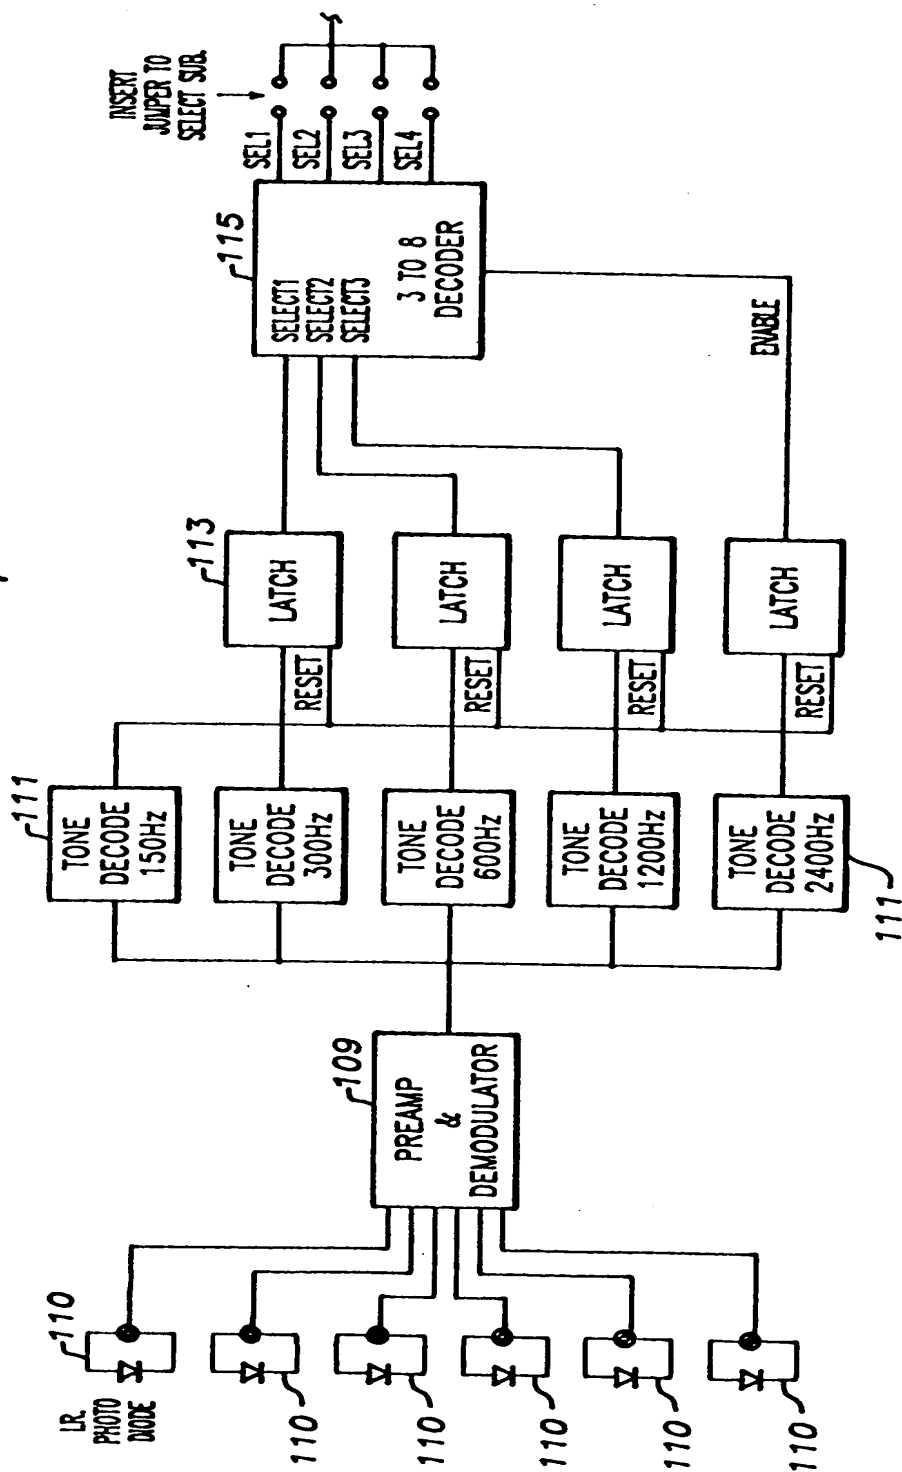 I.R.
PHOTO
DIODE
110
110
110
110
110
110
109
PREAMP
&
DEMODULATOR
111
TONE
DECODE
150Hz
TONE
DECODE
300Hz
TONE
DECODE
600Hz
TONE
DECODE
1200Hz
TONE
DECODE
2400Hz
111
RESET
RESET
RESET
RESET
113
LATCH
LATCH
LATCH
LATCH
ENABLE
115
SELECT1
SELECT2
SELECT3
3 TO 8
DECODER
SEL1
SEL2
SEL3
SEL4
INSERT
JUMPER TO
SELECT SUB.